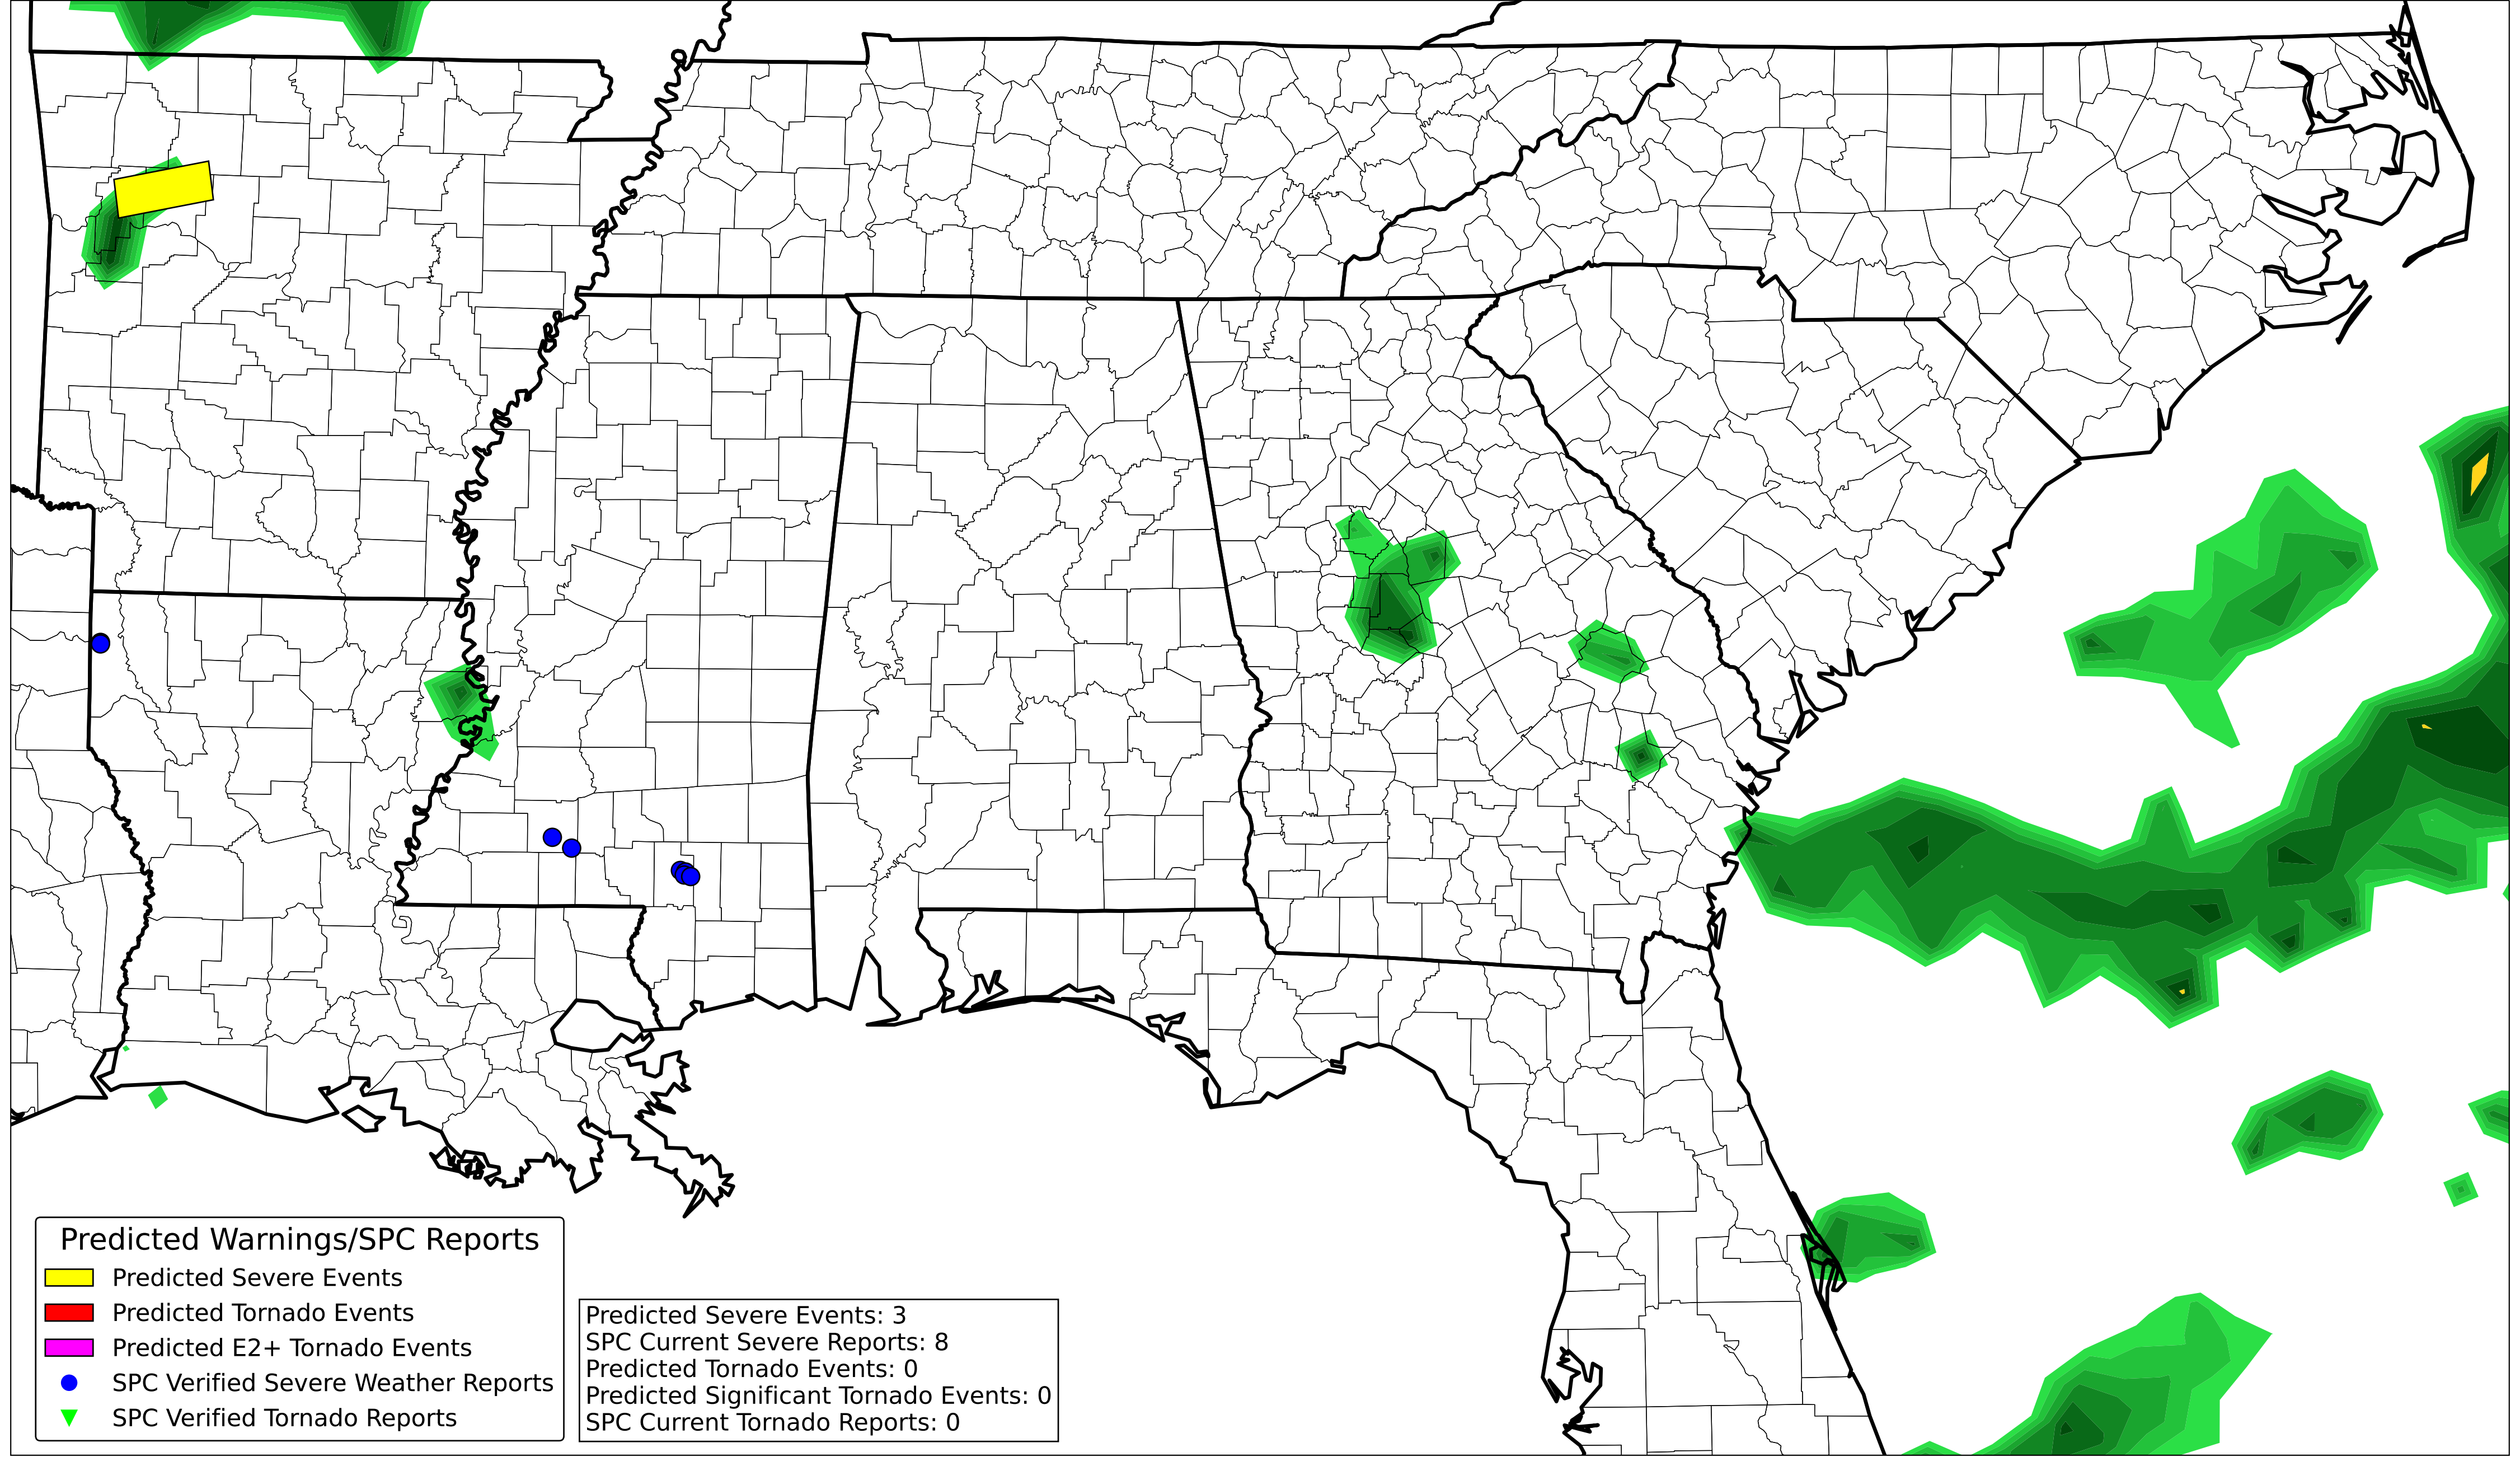 Predicted Warnings/SPC Reports
Predicted Severe Events
Predicted Tornado Events
Predicted E2+ Tornado Events
SPC Verified Severe Weather Reports
SPC Verified Tornado Reports
Predicted Severe Events: 3
SPC Current Severe Reports: 8
Predicted Tornado Events: 0
Predicted Significant Tornado Events: 0
SPC Current Tornado Reports: 0